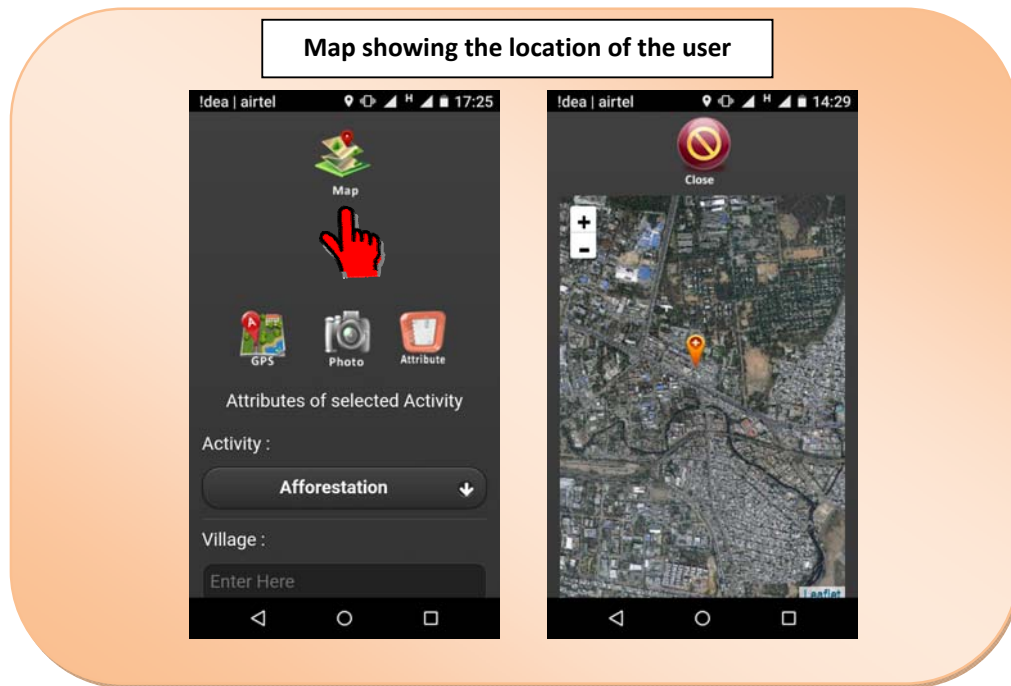 Map showing the location of the user
!dea | airtel H 17:25
Map
A
GPS Photo Attribute
Attributes of selected Activity
Activity :
Afforestation
Village :
Enter Here
!dea | airtel H 14:29
Close
+
-
Leaflet